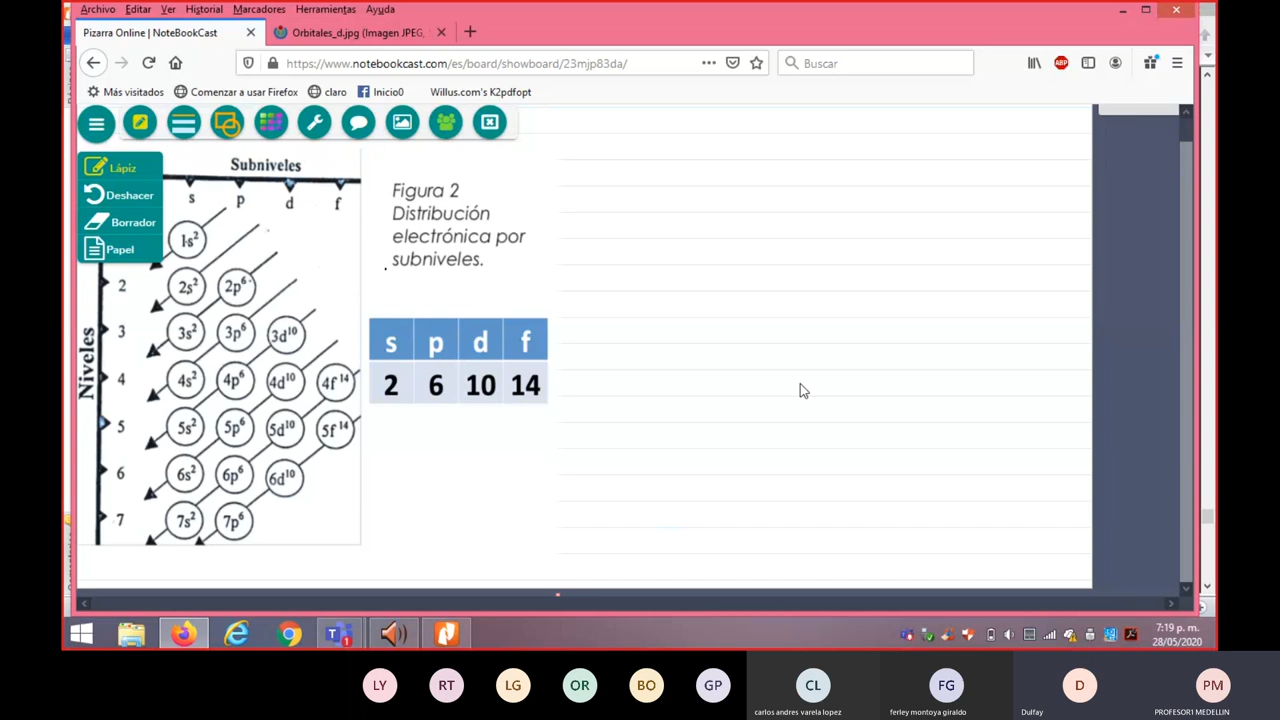 Archivo Editar Ver Historial Marcadores Herramientas Ayuda
Pizarra Online | NoteBookCast
Orbitales_d.jpg (Imagen JPEG,
https://www.notebookcast.com/es/board/showboard/23mjp83da/
Buscar
Más visitados Comenzar a usar Firefox claro Inicio0 Willus.com's K2pdfopt
Lápiz
Deshacer
Borrador
Papel
Subniveles
s p d f
1s²
2 2s² 2p⁶
3 3s² 3p⁶ 3d¹⁰
4 4s² 4p⁶ 4d¹⁰ 4f¹⁴
5 5s² 5p⁶ 5d¹⁰ 5f¹⁴
6 6s² 6p⁶ 6d¹⁰
7 7s² 7p⁶
Niveles
Figura 2
Distribución
electrónica por
subniveles.
s p d f
2 6 10 14
ABP
1
7:19 p. m.
28/05/2020
LY RT LG OR BO GP CL FG D PM
carlos andres varela lopez
ferley montoya giraldo
Dulfay
PROFESOR1 MEDELLIN